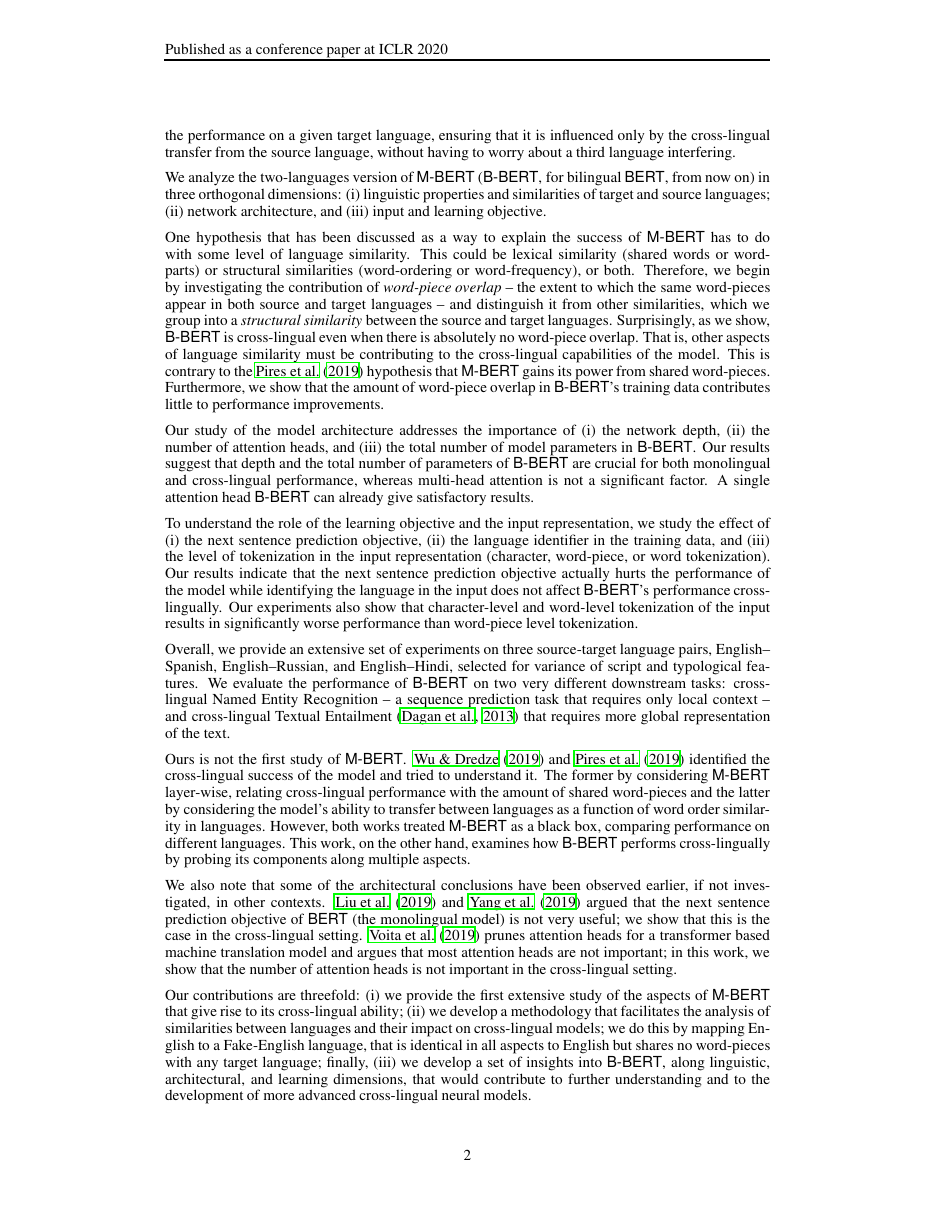 Published as a conference paper at ICLR 2020
the performance on a given target language, ensuring that it is influenced only by the cross-lingual
transfer from the source language, without having to worry about a third language interfering.
We analyze the two-languages version of M-BERT (B-BERT, for bilingual BERT, from now on) in
three orthogonal dimensions: (i) linguistic properties and similarities of target and source languages;
(ii) network architecture, and (iii) input and learning objective.
One hypothesis that has been discussed as a way to explain the success of M-BERT has to do
with some level of language similarity. This could be lexical similarity (shared words or word-
parts) or structural similarities (word-ordering or word-frequency), or both. Therefore, we begin
by investigating the contribution of word-piece overlap – the extent to which the same word-pieces
appear in both source and target languages – and distinguish it from other similarities, which we
group into a structural similarity between the source and target languages. Surprisingly, as we show,
B-BERT is cross-lingual even when there is absolutely no word-piece overlap. That is, other aspects
of language similarity must be contributing to the cross-lingual capabilities of the model. This is
contrary to the Pires et al. (2019) hypothesis that M-BERT gains its power from shared word-pieces.
Furthermore, we show that the amount of word-piece overlap in B-BERT's training data contributes
little to performance improvements.
Our study of the model architecture addresses the importance of (i) the network depth, (ii) the
number of attention heads, and (iii) the total number of model parameters in B-BERT. Our results
suggest that depth and the total number of parameters of B-BERT are crucial for both monolingual
and cross-lingual performance, whereas multi-head attention is not a significant factor. A single
attention head B-BERT can already give satisfactory results.
To understand the role of the learning objective and the input representation, we study the effect of
(i) the next sentence prediction objective, (ii) the language identifier in the training data, and (iii)
the level of tokenization in the input representation (character, word-piece, or word tokenization).
Our results indicate that the next sentence prediction objective actually hurts the performance of
the model while identifying the language in the input does not affect B-BERT's performance cross-
lingually. Our experiments also show that character-level and word-level tokenization of the input
results in significantly worse performance than word-piece level tokenization.
Overall, we provide an extensive set of experiments on three source-target language pairs, English–
Spanish, English–Russian, and English–Hindi, selected for variance of script and typological fea-
tures. We evaluate the performance of B-BERT on two very different downstream tasks: cross-
lingual Named Entity Recognition – a sequence prediction task that requires only local context –
and cross-lingual Textual Entailment (Dagan et al., 2013) that requires more global representation
of the text.
Ours is not the first study of M-BERT. Wu & Dredze (2019) and Pires et al. (2019) identified the
cross-lingual success of the model and tried to understand it. The former by considering M-BERT
layer-wise, relating cross-lingual performance with the amount of shared word-pieces and the latter
by considering the model's ability to transfer between languages as a function of word order similar-
ity in languages. However, both works treated M-BERT as a black box, comparing performance on
different languages. This work, on the other hand, examines how B-BERT performs cross-lingually
by probing its components along multiple aspects.
We also note that some of the architectural conclusions have been observed earlier, if not inves-
tigated, in other contexts. Liu et al. (2019) and Yang et al. (2019) argued that the next sentence
prediction objective of BERT (the monolingual model) is not very useful; we show that this is the
case in the cross-lingual setting. Voita et al. (2019) prunes attention heads for a transformer based
machine translation model and argues that most attention heads are not important; in this work, we
show that the number of attention heads is not important in the cross-lingual setting.
Our contributions are threefold: (i) we provide the first extensive study of the aspects of M-BERT
that give rise to its cross-lingual ability; (ii) we develop a methodology that facilitates the analysis of
similarities between languages and their impact on cross-lingual models; we do this by mapping En-
glish to a Fake-English language, that is identical in all aspects to English but shares no word-pieces
with any target language; finally, (iii) we develop a set of insights into B-BERT, along linguistic,
architectural, and learning dimensions, that would contribute to further understanding and to the
development of more advanced cross-lingual neural models.
2